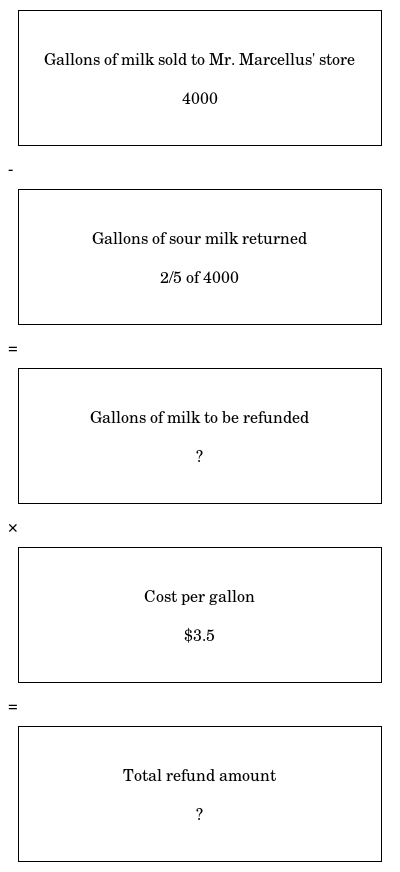 Gallons of milk sold to Mr. Marcellus' store
4000
-
Gallons of sour milk returned
2/5 of 4000
=
Gallons of milk to be refunded
?
×
Cost per gallon
$3.5
=
Total refund amount
?